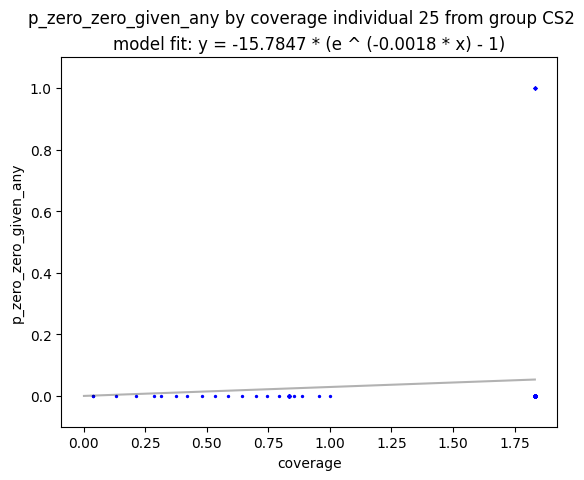 p_zero_zero_given_any by coverage individual 25 from group CS2
model fit: y = -15.7847 * (e ^ (-0.0018 * x) - 1)
1.0
0.8
0.6
0.4
0.2
0.0
p_zero_zero_given_any
0.00 0.25 0.50 0.75 1.00 1.25 1.50 1.75
coverage